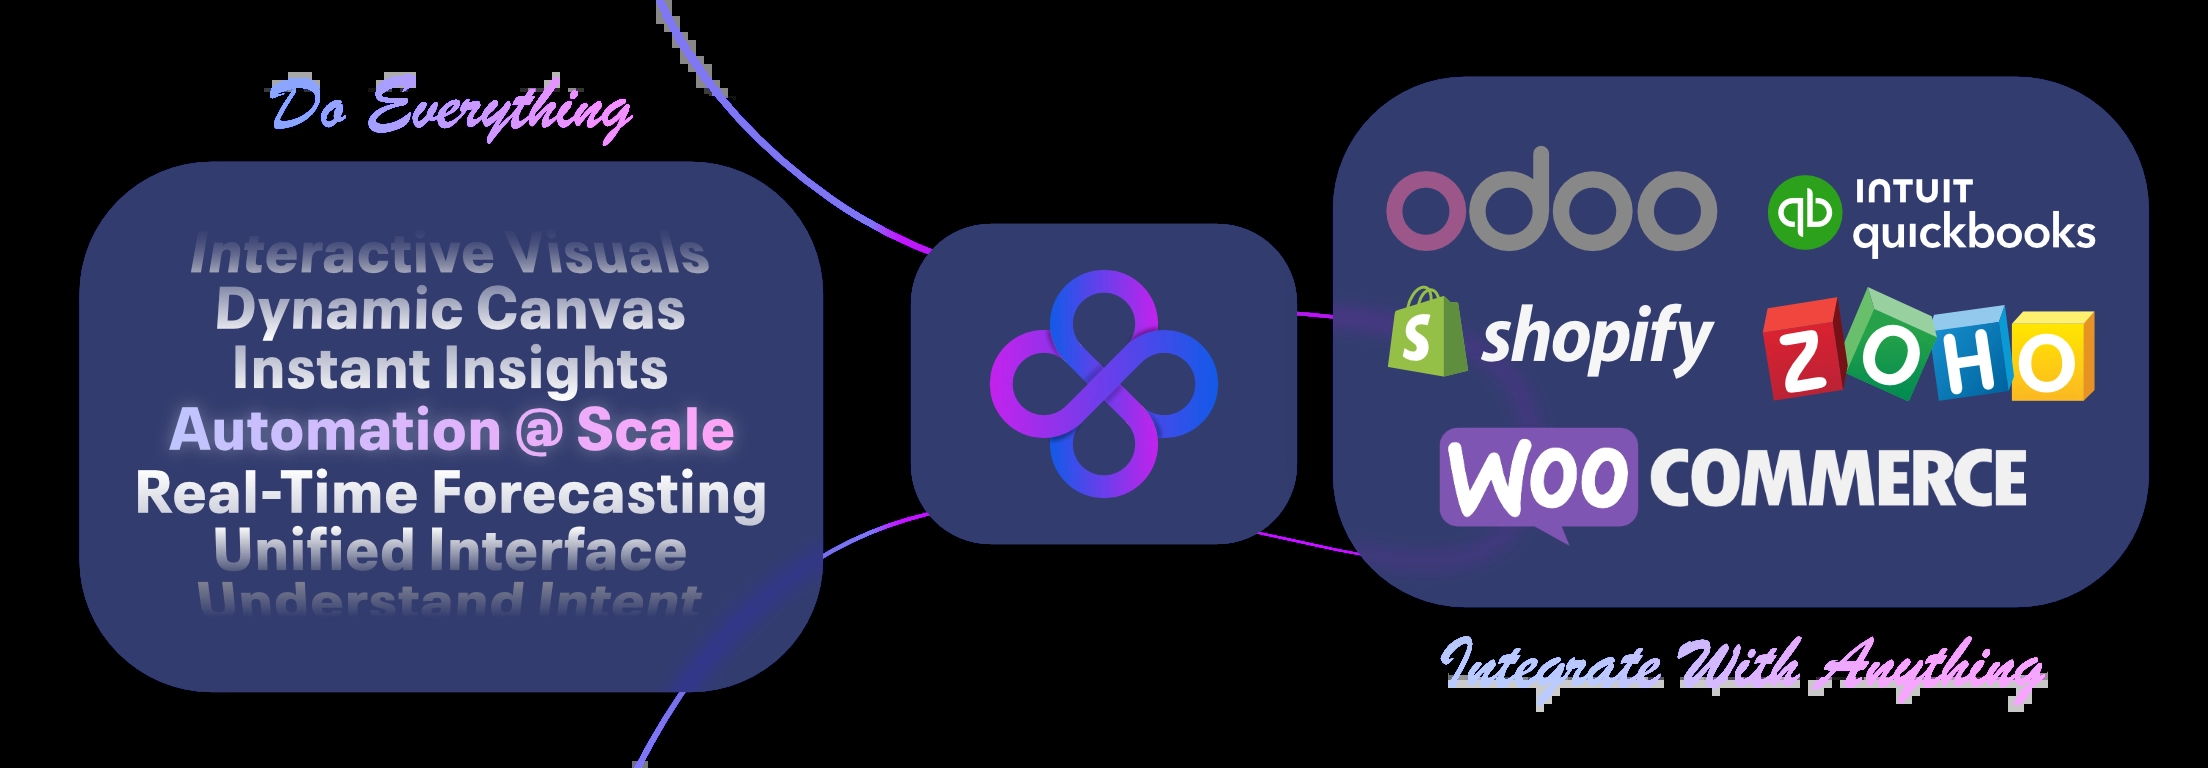 Do Everything
Interactive Visuals
Dynamic Canvas
Instant Insights
Automation @ Scale
Real-Time Forecasting
Unified Interface
Understand Intent
odoo
qb INTUIT quickbooks
S shopify
ZOHO
WOO COMMERCE
Integrate With Anything